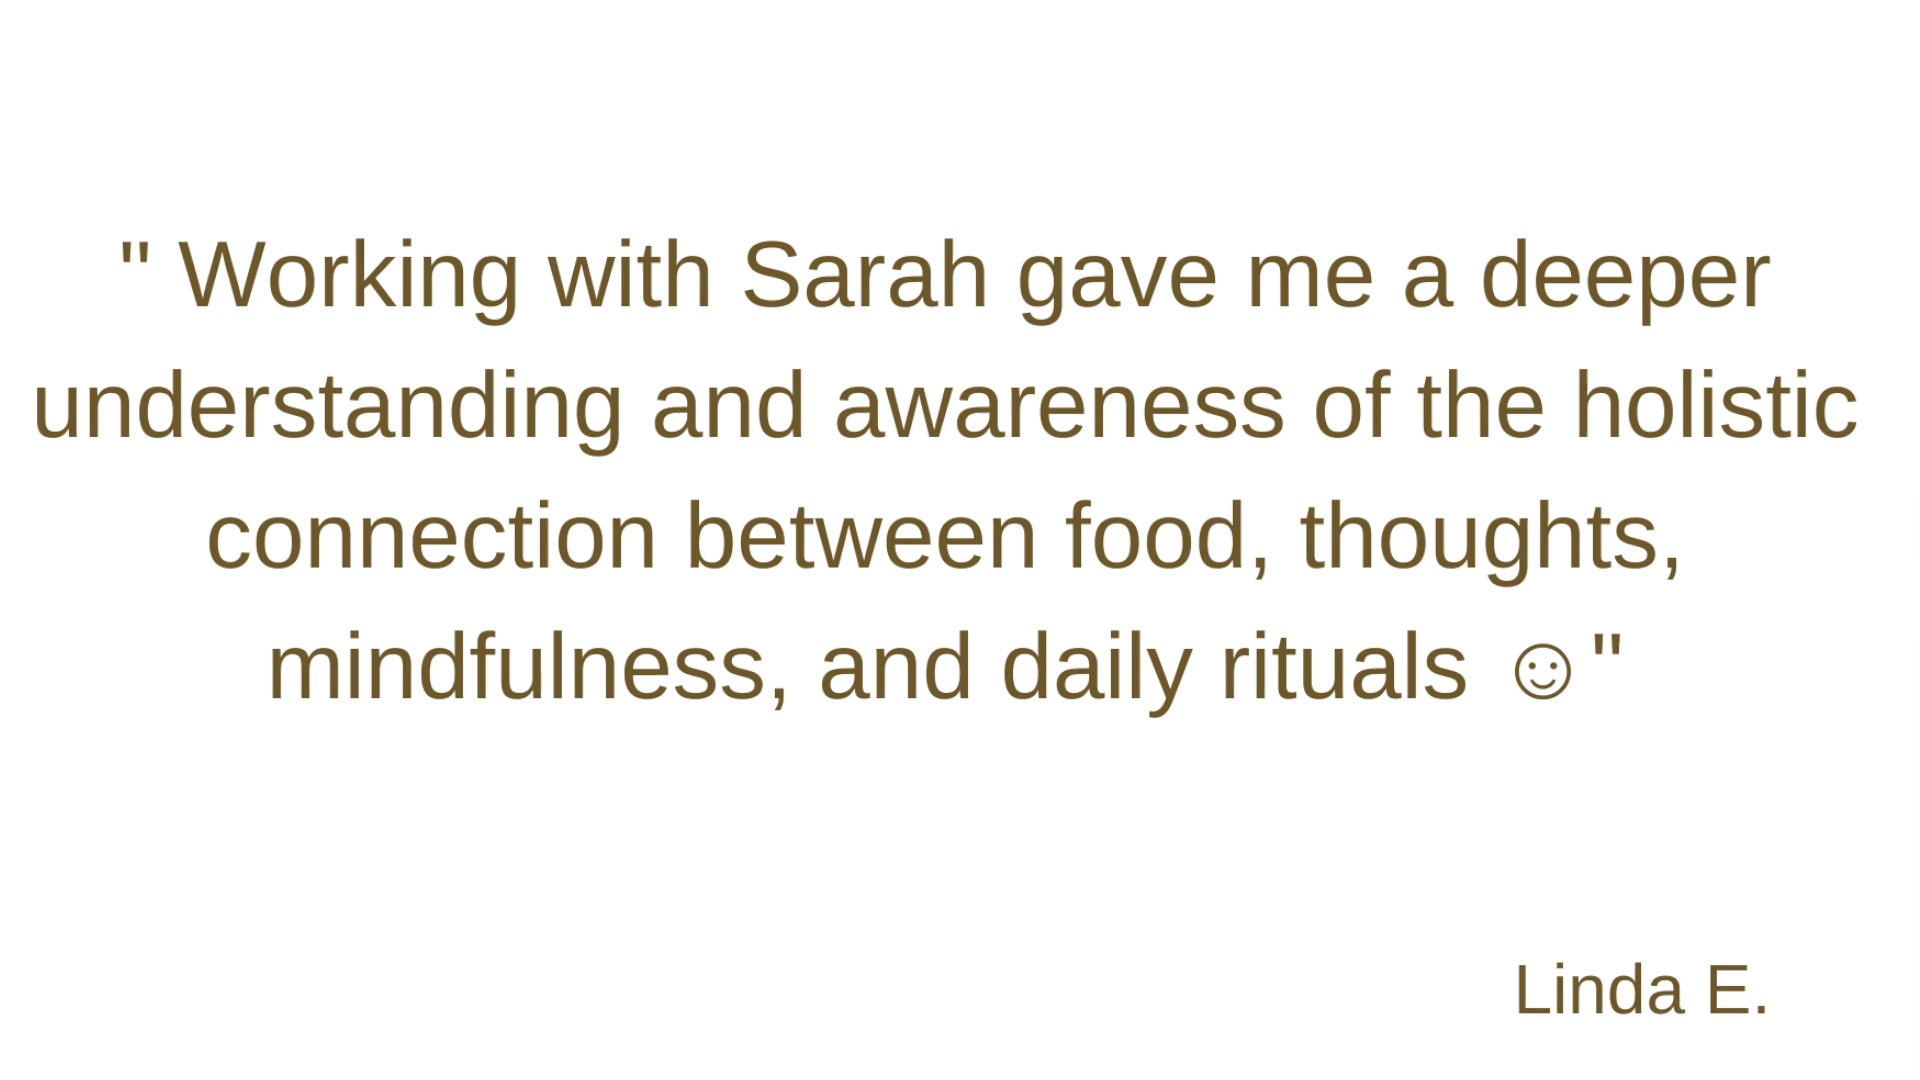 " Working with Sarah gave me a deeper
understanding and awareness of the holistic
connection between food, thoughts,
mindfulness, and daily rituals ☺"
Linda E.